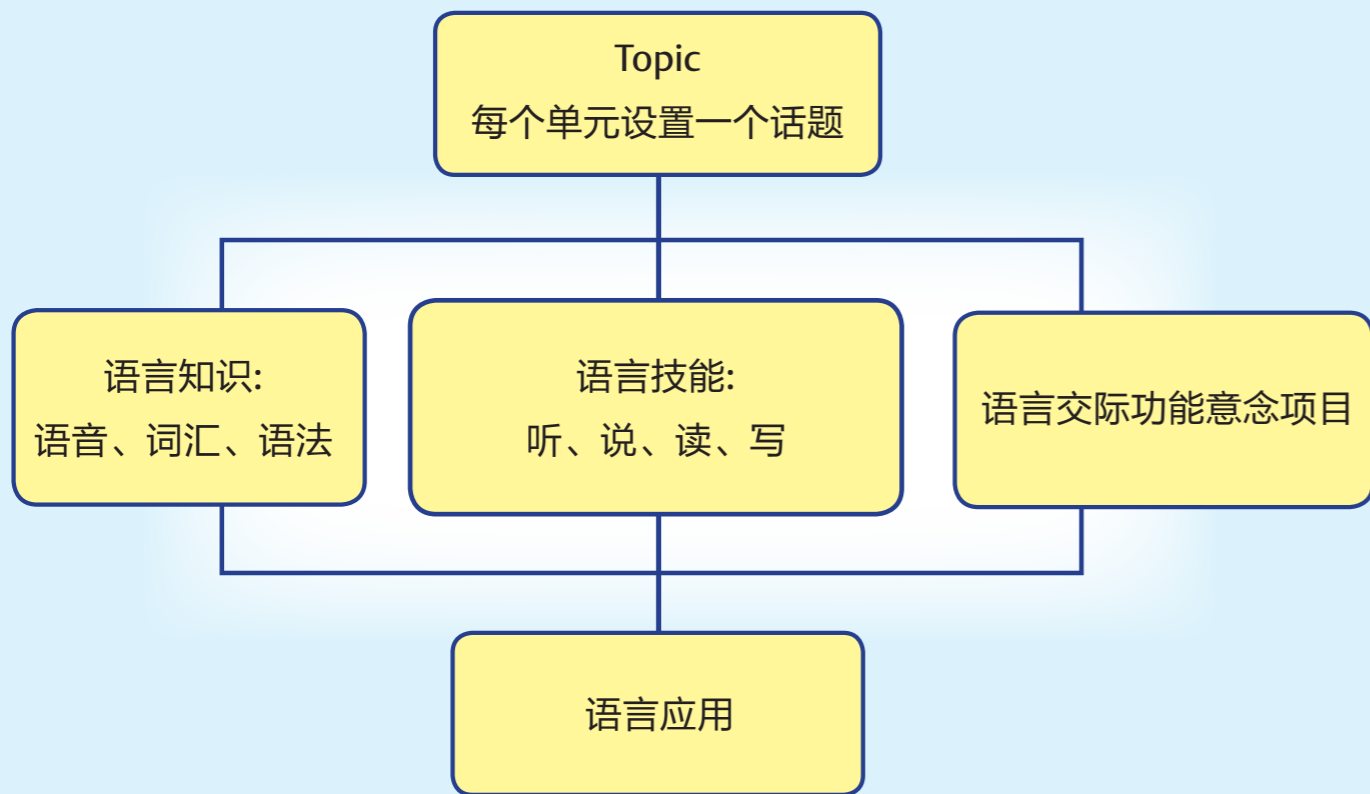 Topic
每个单元设置一个话题
语言知识:
语音、词汇、语法
语言技能:
听、说、读、写
语言交际功能意念项目
语言应用